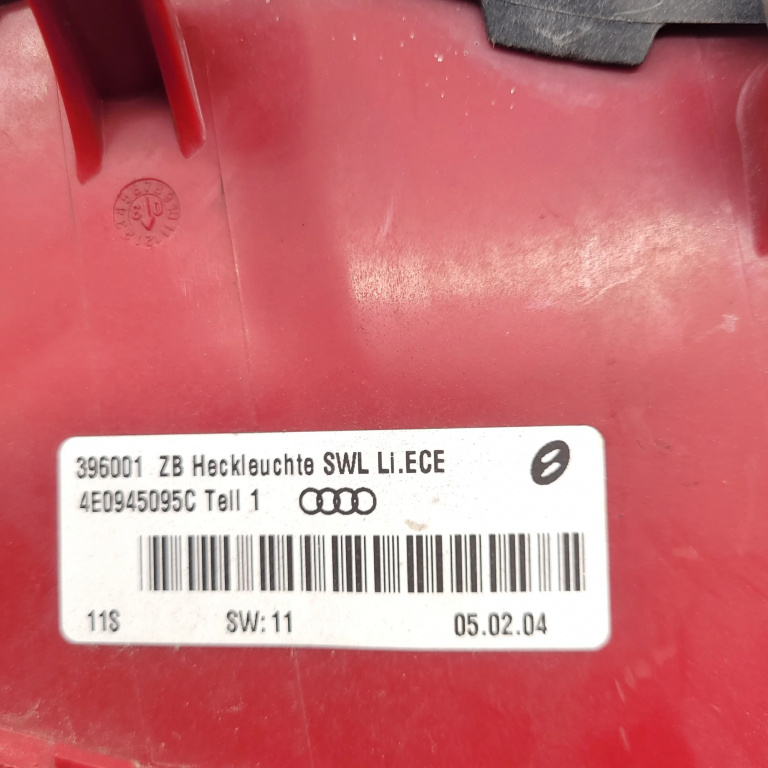 396001 ZB Heckleuchte SWL Li.ECE
4E0945095C Teil 1
11S SW: 11 05.02.04